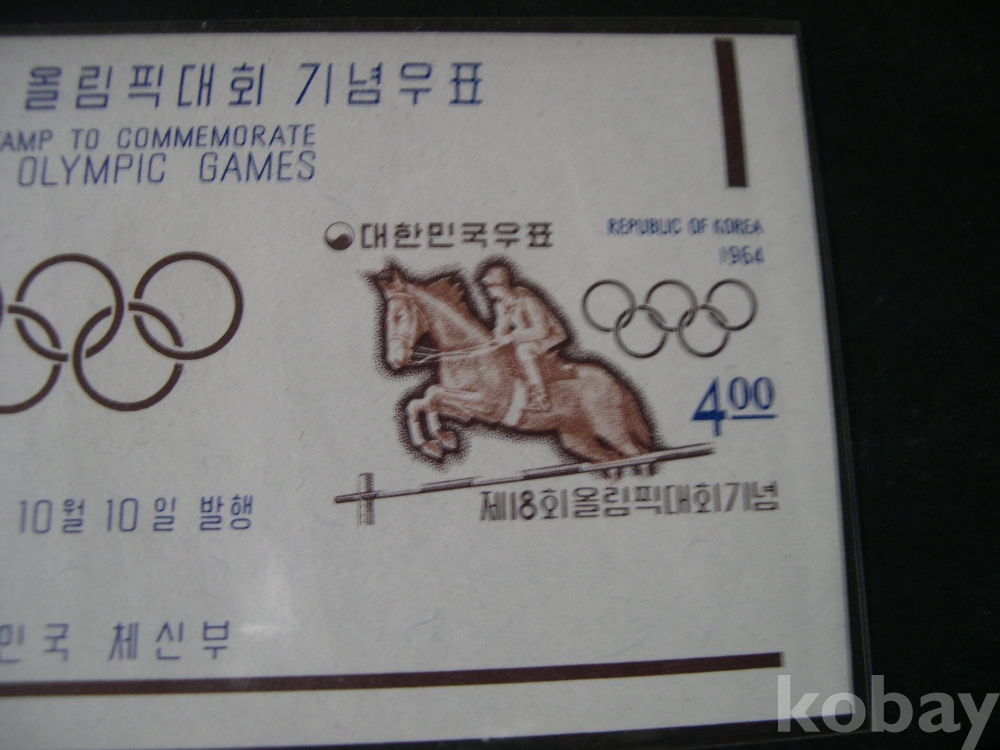 올림픽대회 기념우표
TAMP TO COMMEMORATE
OLYMPIC GAMES
대한민국우표
REPUBLIC OF KOREA
1964
4.00
제18회올림픽대회기념
10월 10일 발행
민국 체신부
kobay